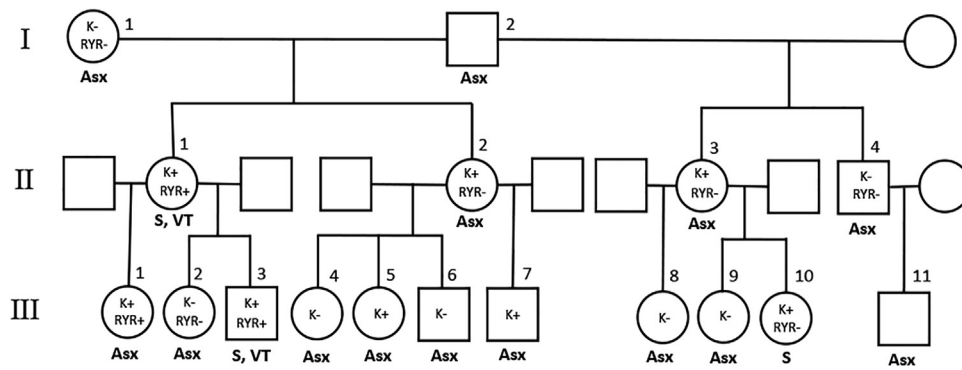 I
K-
RYR-
1
Asx
2
Asx
II
1
K+
RYR+
S, VT
2
K+
RYR-
Asx
3
K+
RYR-
Asx
4
K-
RYR-
Asx
III
1
K+
RYR+
Asx
2
K-
RYR-
Asx
3
K+
RYR+
S, VT
4
K-
Asx
5
K+
Asx
6
K-
Asx
7
K+
Asx
8
K-
Asx
9
K-
Asx
10
K+
RYR-
S
11
Asx